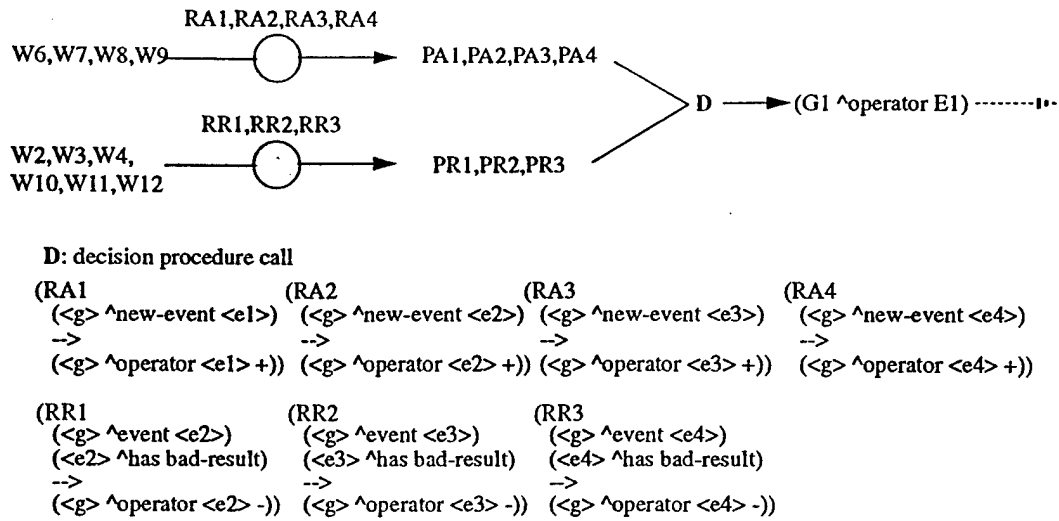 RA1,RA2,RA3,RA4
W6,W7,W8,W9
PA1,PA2,PA3,PA4
D
(G1 ^operator E1)
RR1,RR2,RR3
W2,W3,W4,
W10,W11,W12
PR1,PR2,PR3
D: decision procedure call
(RA1 (RA2 (RA3 (RA4
(<g> ^new-event <e1>) (<g> ^new-event <e2>) (<g> ^new-event <e3>) (<g> ^new-event <e4>)
--> --> --> -->
(<g> ^operator <e1> +)) (<g> ^operator <e2> +)) (<g> ^operator <e3> +)) (<g> ^operator <e4> +))
(RR1 (RR2 (RR3
(<g> ^event <e2>) (<g> ^event <e3>) (<g> ^event <e4>)
(<e2> ^has bad-result) (<e3> ^has bad-result) (<e4> ^has bad-result)
--> --> -->
(<g> ^operator <e2> -)) (<g> ^operator <e3> -)) (<g> ^operator <e4> -))